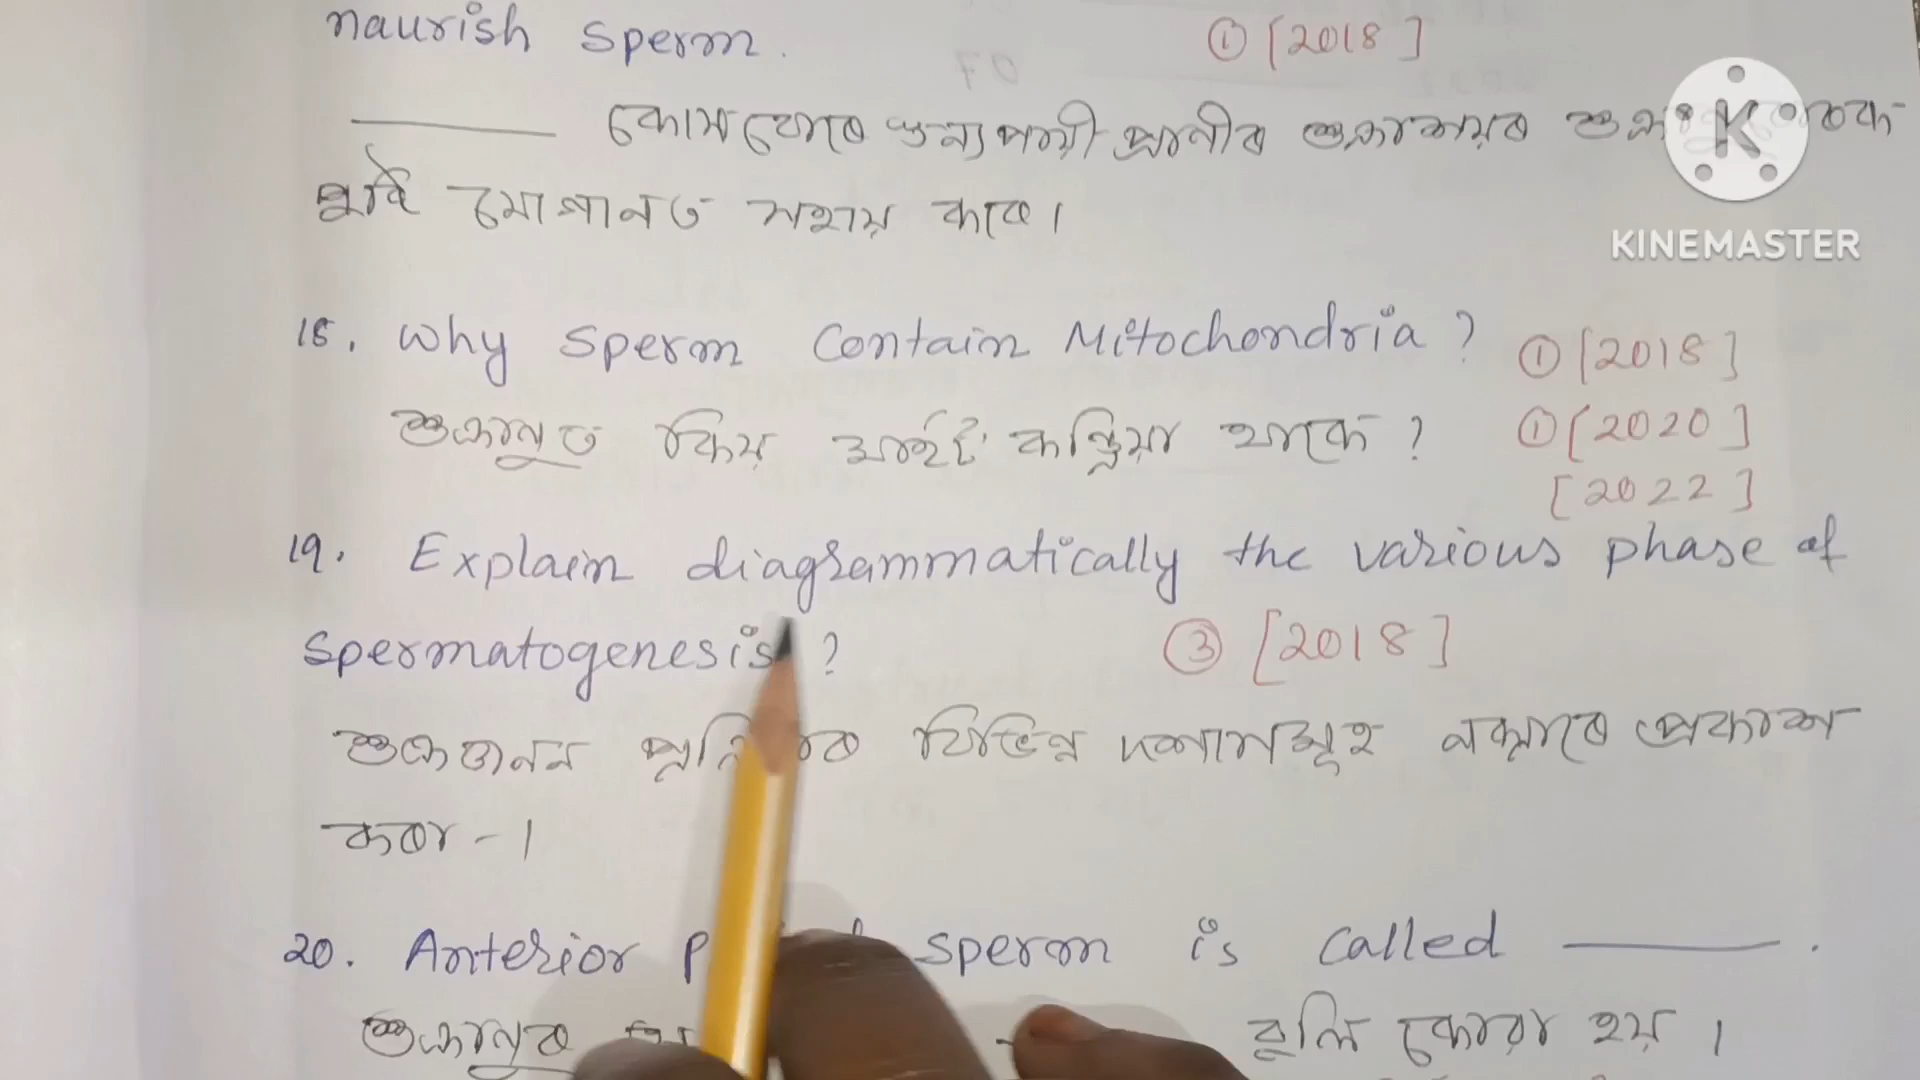 naurish sperm. ① [2018]
______ কোষবোৰে স্তন্যপায়ী প্ৰাণীৰ শুক্ৰাশয়ৰ
পুষ্টি যোগানত সহায় কৰে।
KINEMASTER
18. Why sperm contain Mitochondria? ① [2018]
শুক্ৰাণুত কিয় মাইট'কন্ড্ৰিয়া থাকে? ① [2020]
[2022]
19. Explain diagrammatically the various phase of
spermatogenesis? ③ [2018]
শুক্ৰজনন বিভিন্ন দশাসমূহ নক্সাৰে প্ৰকাশ
কৰা-।
20. Anterior sperm is called ______.
শুক্ৰাণুৰ বুলি কোৱা হয়।